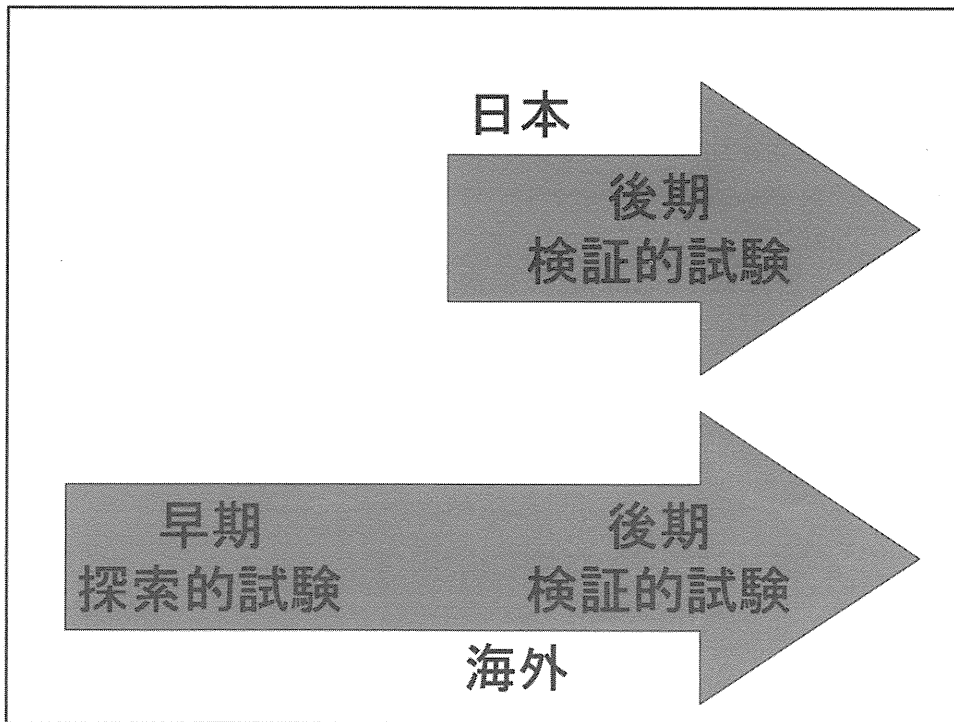 日本
後期
検証的試験
早期
探索的試験
後期
検証的試験
海外